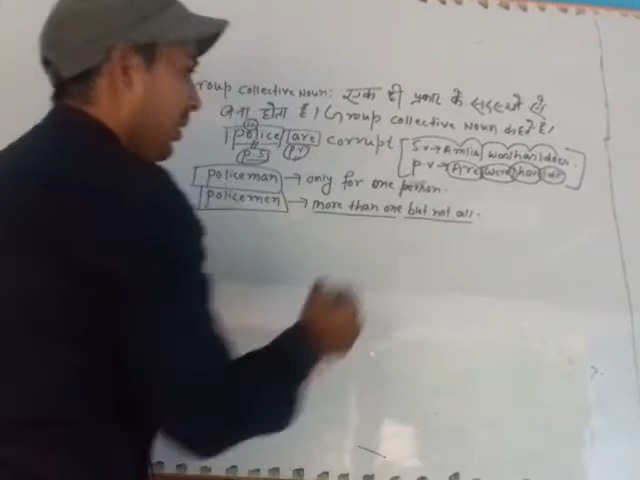 roup collective Noun: एक ही प्रकार के सदस्यों से
बना होता है। Group collective Noun कहते हैं।
police are corrupt [S.v → Am/is/was/has/does.
P.S P.v P.v → Are/were/have/do]
policeman → only for one person.
policemen → more than one but not all.